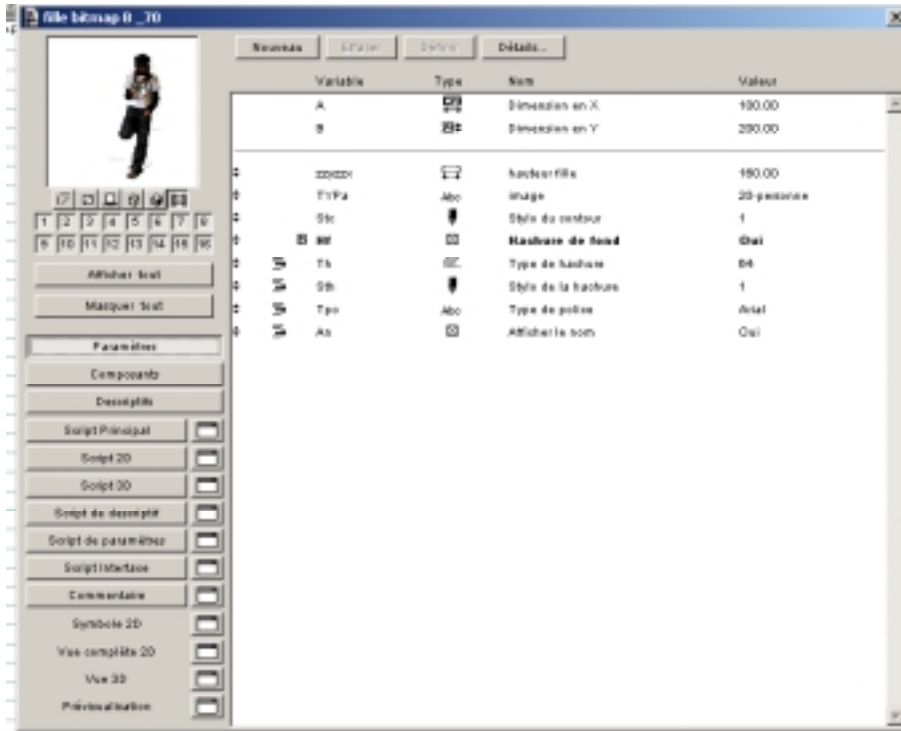 fille bitmap 8 _70
Nouveau Effacer Définir Détails...
Variable Type Nom Valeur
A Dimension en X 100.00
B Dimension en Y 200.00
zzyzzx hauteur fille 180.00
TYPa Abc image 20-personne
Stc Style du contour 1
B Hf Hachure de fond Oui
Th Type de hachure 64
Sth Style de la hachure 1
Tpo Abc Type de police Arial
An Afficher le nom Oui
1 2 3 4 5 6 7 8
9 10 11 12 13 14 15 16
Afficher tout
Masquer tout
Paramètres
Composants
Descriptifs
Script Principal
Script 2D
Script 3D
Script de descriptif
Script de paramètres
Script Interface
Commentaire
Symbole 2D
Vue complète 2D
Vue 3D
Prévisualisation